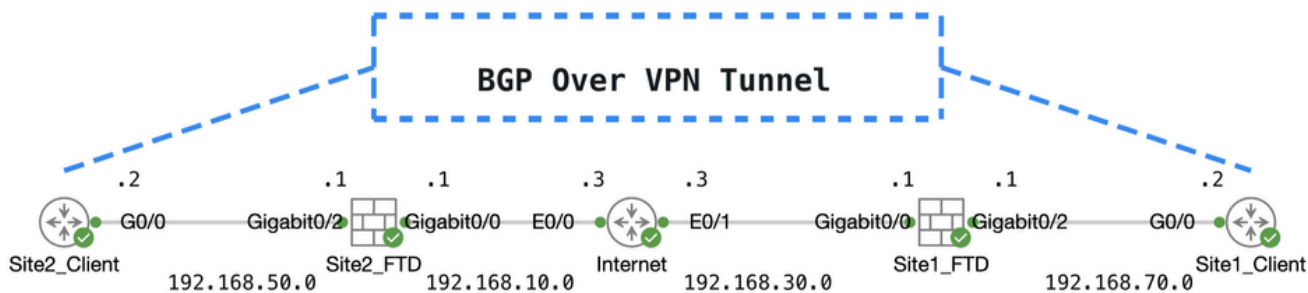 BGP Over VPN Tunnel
.2 .1 .1 .3 .3 .1 .1 .2
G0/0 Gigabit0/2 Gigabit0/0 E0/0 E0/1 Gigabit0/0 Gigabit0/2 G0/0
Site2_Client Site2_FTD Internet Site1_FTD Site1_Client
192.168.50.0 192.168.10.0 192.168.30.0 192.168.70.0